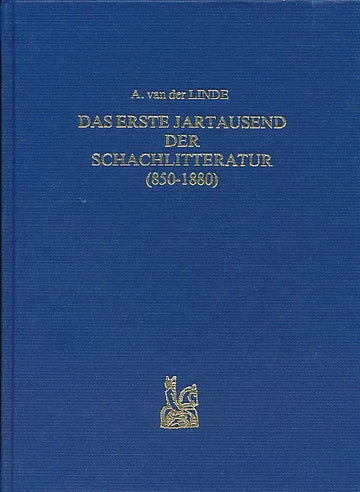 A. van der LINDE
DAS ERSTE JARTAUSEND
DER
SCHACHLITTERATUR
(850-1880)